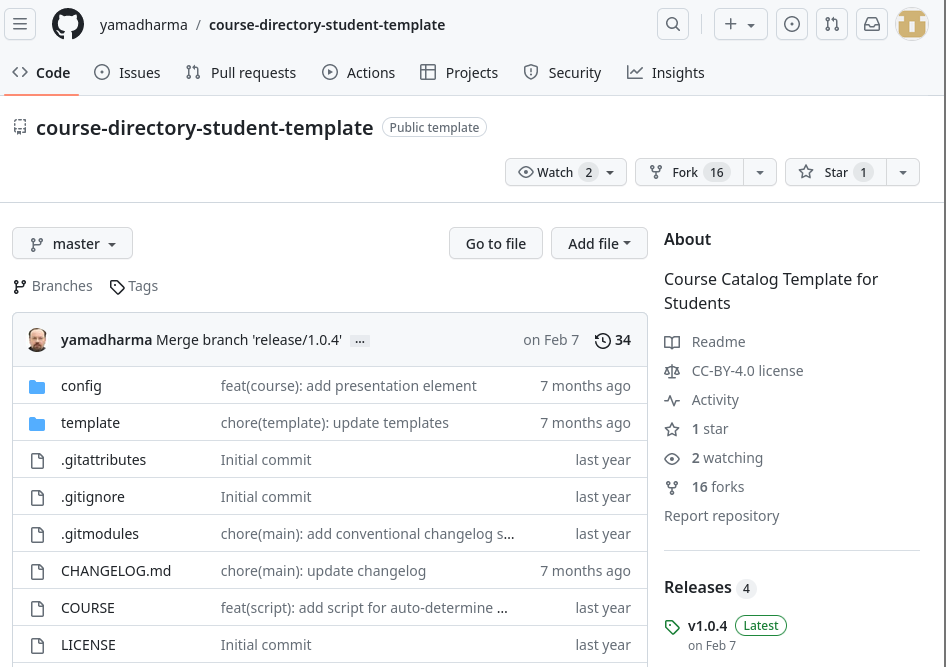 yamadharma / course-directory-student-template
Code Issues Pull requests Actions Projects Security Insights
course-directory-student-template Public template
Watch 2 Fork 16 Star 1
master Go to file Add file
Branches Tags
yamadharma Merge branch 'release/1.0.4' ... on Feb 7 34
config feat(course): add presentation element 7 months ago
template chore(template): update templates 7 months ago
.gitattributes Initial commit last year
.gitignore Initial commit last year
.gitmodules chore(main): add conventional changelog s... last year
CHANGELOG.md chore(main): update changelog 7 months ago
COURSE feat(script): add script for auto-determine ... last year
LICENSE Initial commit last year
About
Course Catalog Template for
Students
Readme
CC-BY-4.0 license
Activity
1 star
2 watching
16 forks
Report repository
Releases 4
v1.0.4 Latest
on Feb 7